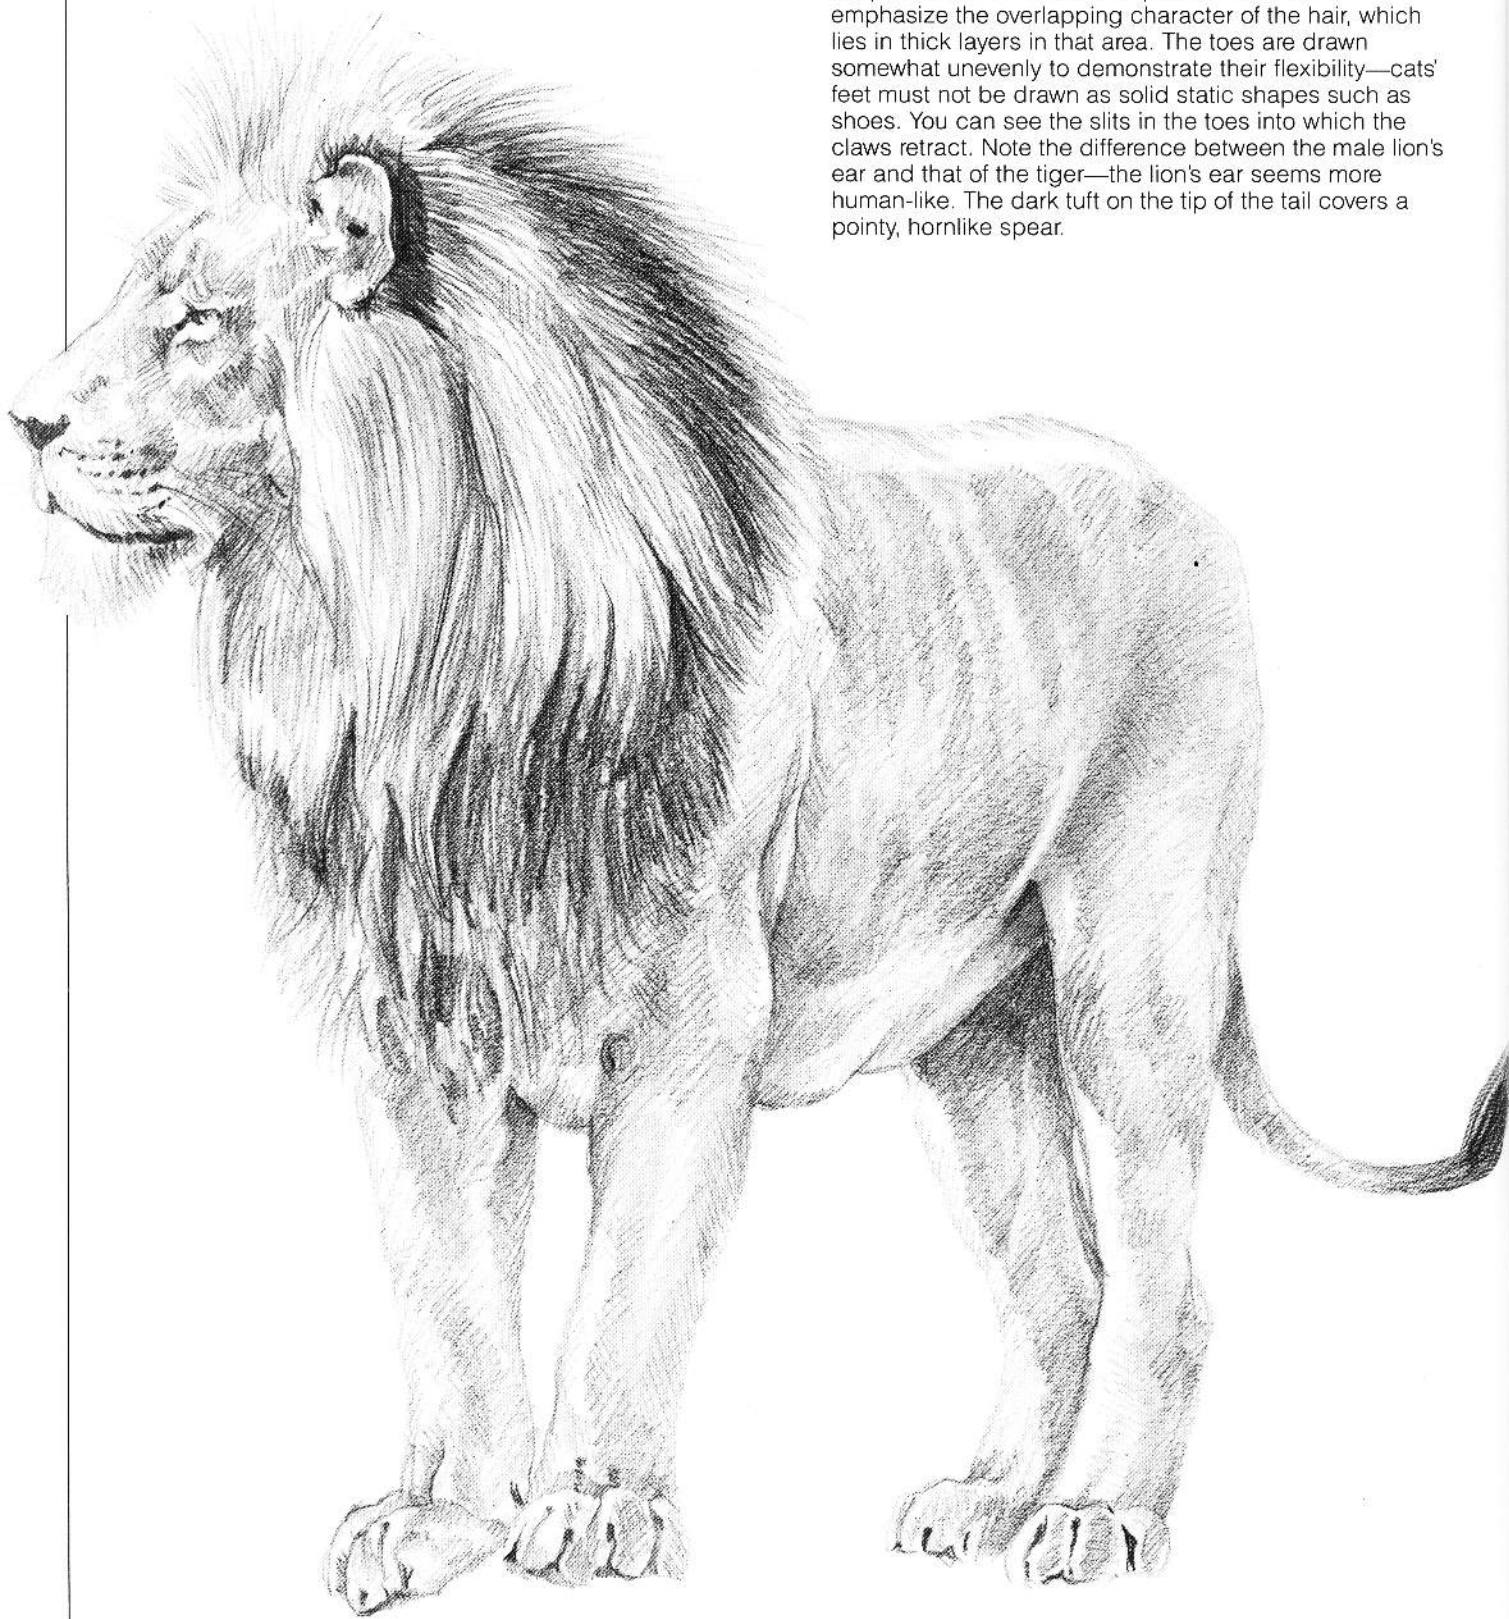 emphasize the overlapping character of the hair, which
lies in thick layers in that area. The toes are drawn
somewhat unevenly to demonstrate their flexibility—cats'
feet must not be drawn as solid static shapes such as
shoes. You can see the slits in the toes into which the
claws retract. Note the difference between the male lion's
ear and that of the tiger—the lion's ear seems more
human-like. The dark tuft on the tip of the tail covers a
pointy, hornlike spear.